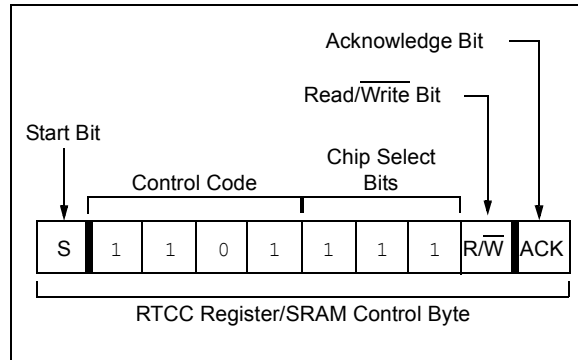 Acknowledge Bit
Read/Write Bit
Start Bit
Chip Select
Control Code Bits
S 1 1 0 1 1 1 1 R/W ACK
RTCC Register/SRAM Control Byte